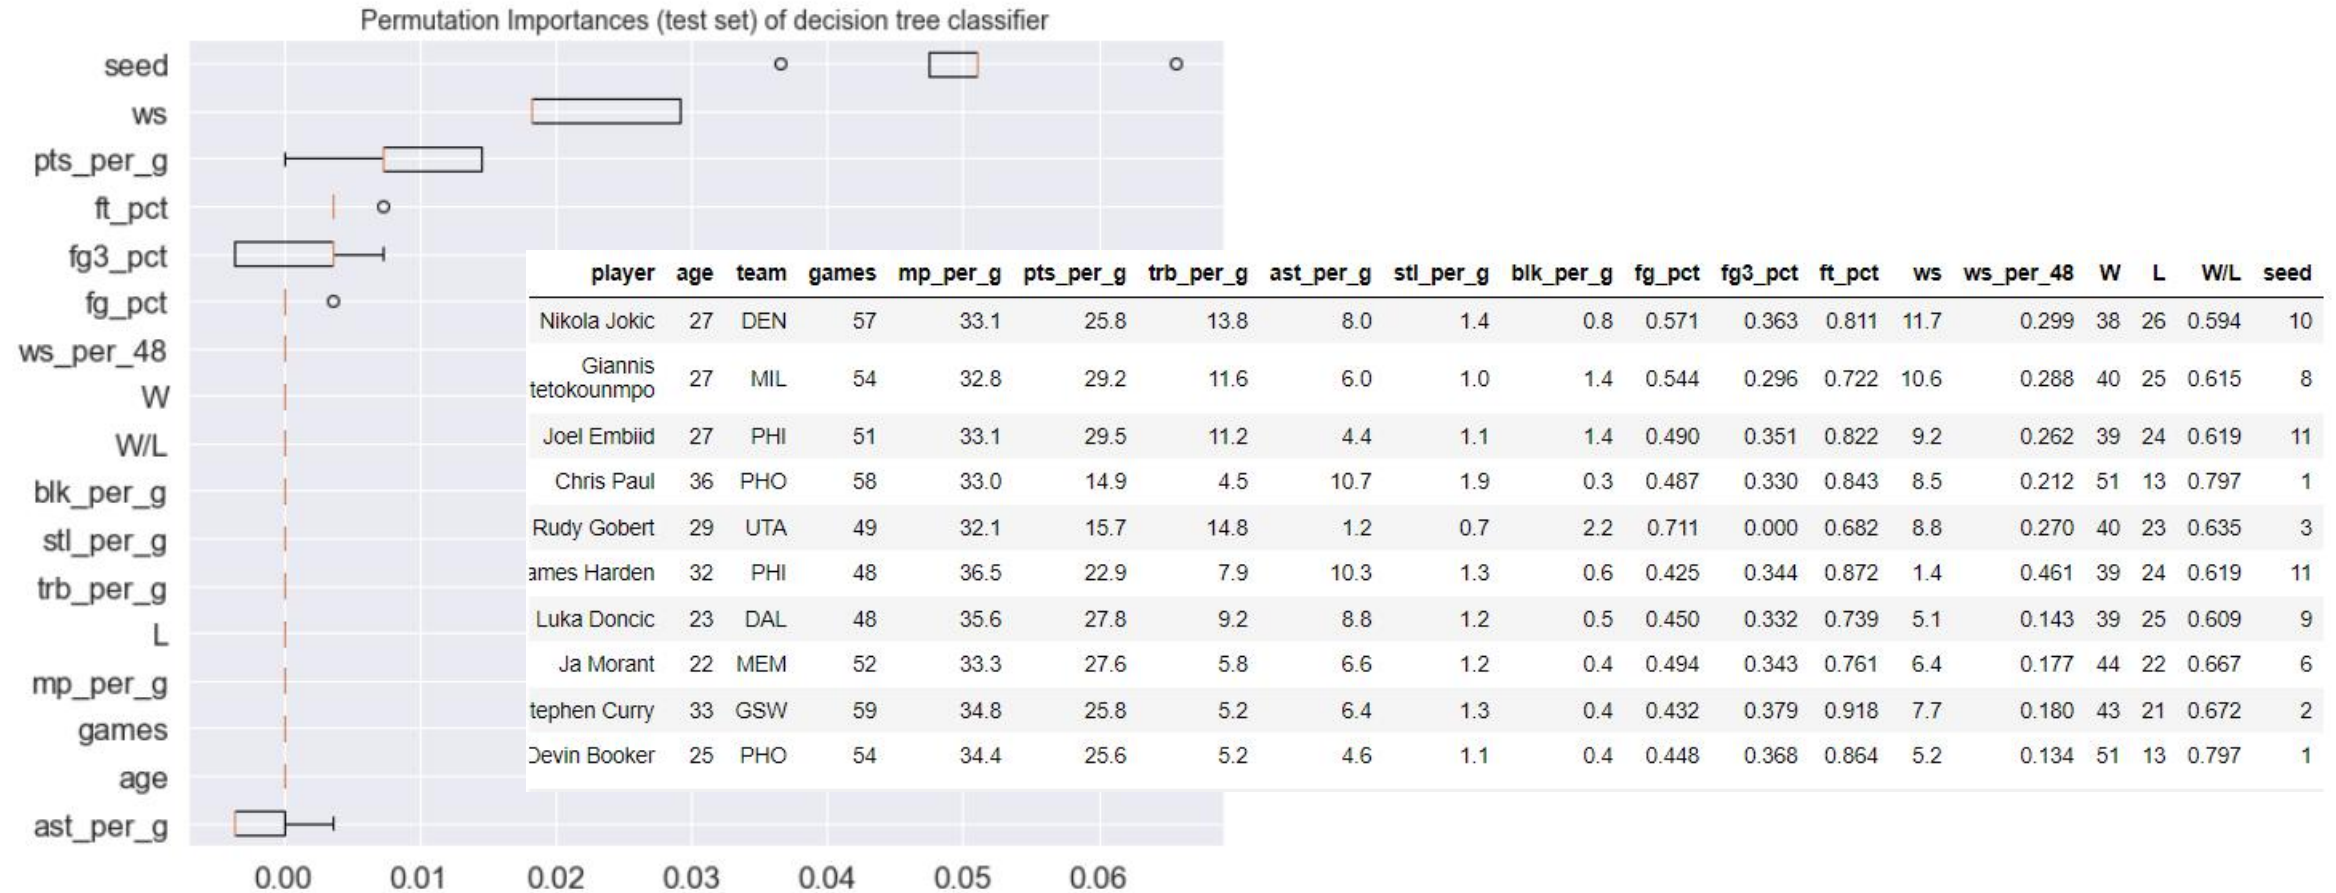 Permutation Importances (test set) of decision tree classifier
seed
ws
pts_per_g
ft_pct
fg3_pct
fg_pct
ws_per_48
W
W/L
blk_per_g
stl_per_g
trb_per_g
L
mp_per_g
games
age
ast_per_g
0.00 0.01 0.02 0.03 0.04 0.05 0.06
player age team games mp_per_g pts_per_g trb_per_g ast_per_g stl_per_g blk_per_g fg_pct fg3_pct ft_pct ws ws_per_48 W L W/L seed
Nikola Jokic 27 DEN 57 33.1 25.8 13.8 8.0 1.4 0.8 0.571 0.363 0.811 11.7 0.299 38 26 0.594 10
Giannis
tetokounmpo 27 MIL 54 32.8 29.2 11.6 6.0 1.0 1.4 0.544 0.296 0.722 10.6 0.288 40 25 0.615 8
Joel Embiid 27 PHI 51 33.1 29.5 11.2 4.4 1.1 1.4 0.490 0.351 0.822 9.2 0.262 39 24 0.619 11
Chris Paul 36 PHO 58 33.0 14.9 4.5 10.7 1.9 0.3 0.487 0.330 0.843 8.5 0.212 51 13 0.797 1
Rudy Gobert 29 UTA 49 32.1 15.7 14.8 1.2 0.7 2.2 0.711 0.000 0.682 8.8 0.270 40 23 0.635 3
ames Harden 32 PHI 48 36.5 22.9 7.9 10.3 1.3 0.6 0.425 0.344 0.872 1.4 0.461 39 24 0.619 11
Luka Doncic 23 DAL 48 35.6 27.8 9.2 8.8 1.2 0.5 0.450 0.332 0.739 5.1 0.143 39 25 0.609 9
Ja Morant 22 MEM 52 33.3 27.6 5.8 6.6 1.2 0.4 0.494 0.343 0.761 6.4 0.177 44 22 0.667 6
tephen Curry 33 GSW 59 34.8 25.8 5.2 6.4 1.3 0.4 0.432 0.379 0.918 7.7 0.180 43 21 0.672 2
Devin Booker 25 PHO 54 34.4 25.6 5.2 4.6 1.1 0.4 0.448 0.368 0.864 5.2 0.134 51 13 0.797 1